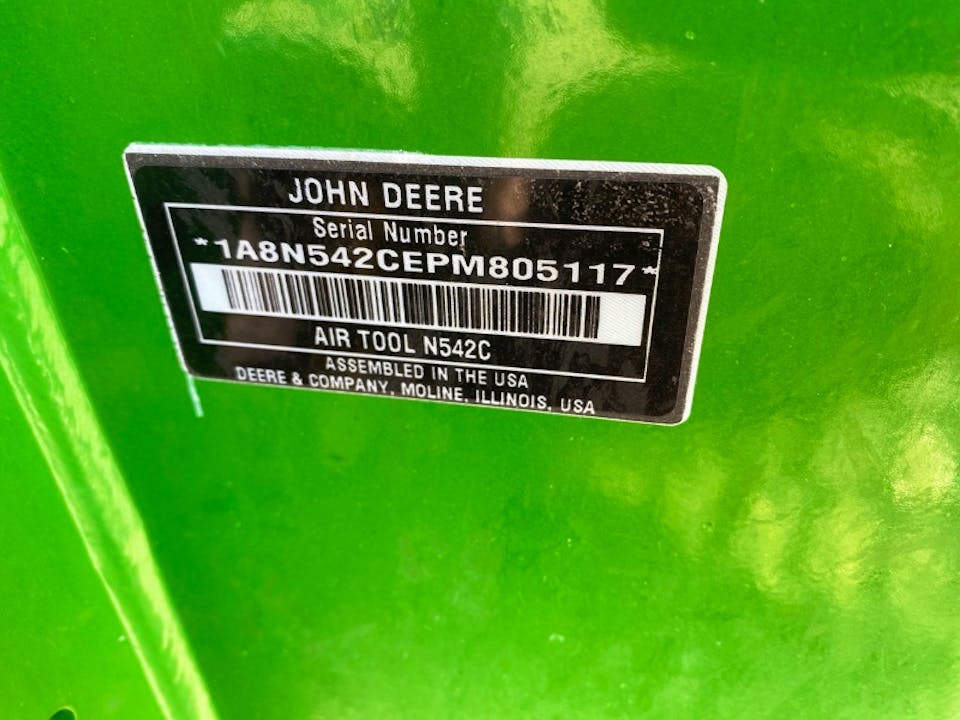 JOHN DEERE
Serial Number
*1A8N542CEPM805117*
AIR TOOL N542C
ASSEMBLED IN THE USA
DEERE & COMPANY, MOLINE, ILLINOIS, USA